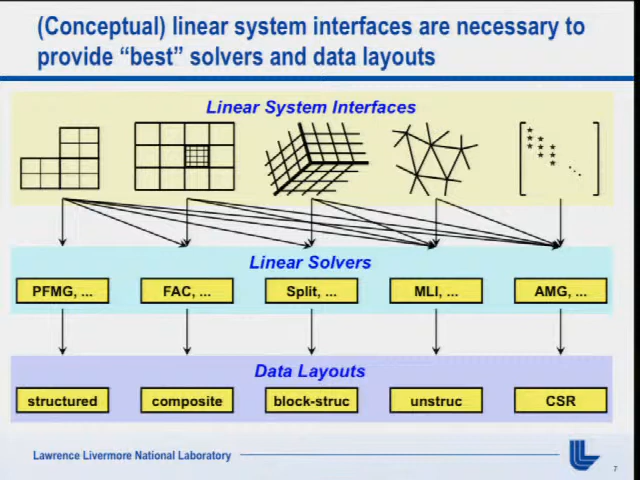 (Conceptual) linear system interfaces are necessary to
provide “best” solvers and data layouts
Linear System Interfaces
Linear Solvers
PFMG, ...
FAC, ...
Split, ...
MLI, ...
AMG, ...
Data Layouts
structured
composite
block-struc
unstruc
CSR
Lawrence Livermore National Laboratory
7